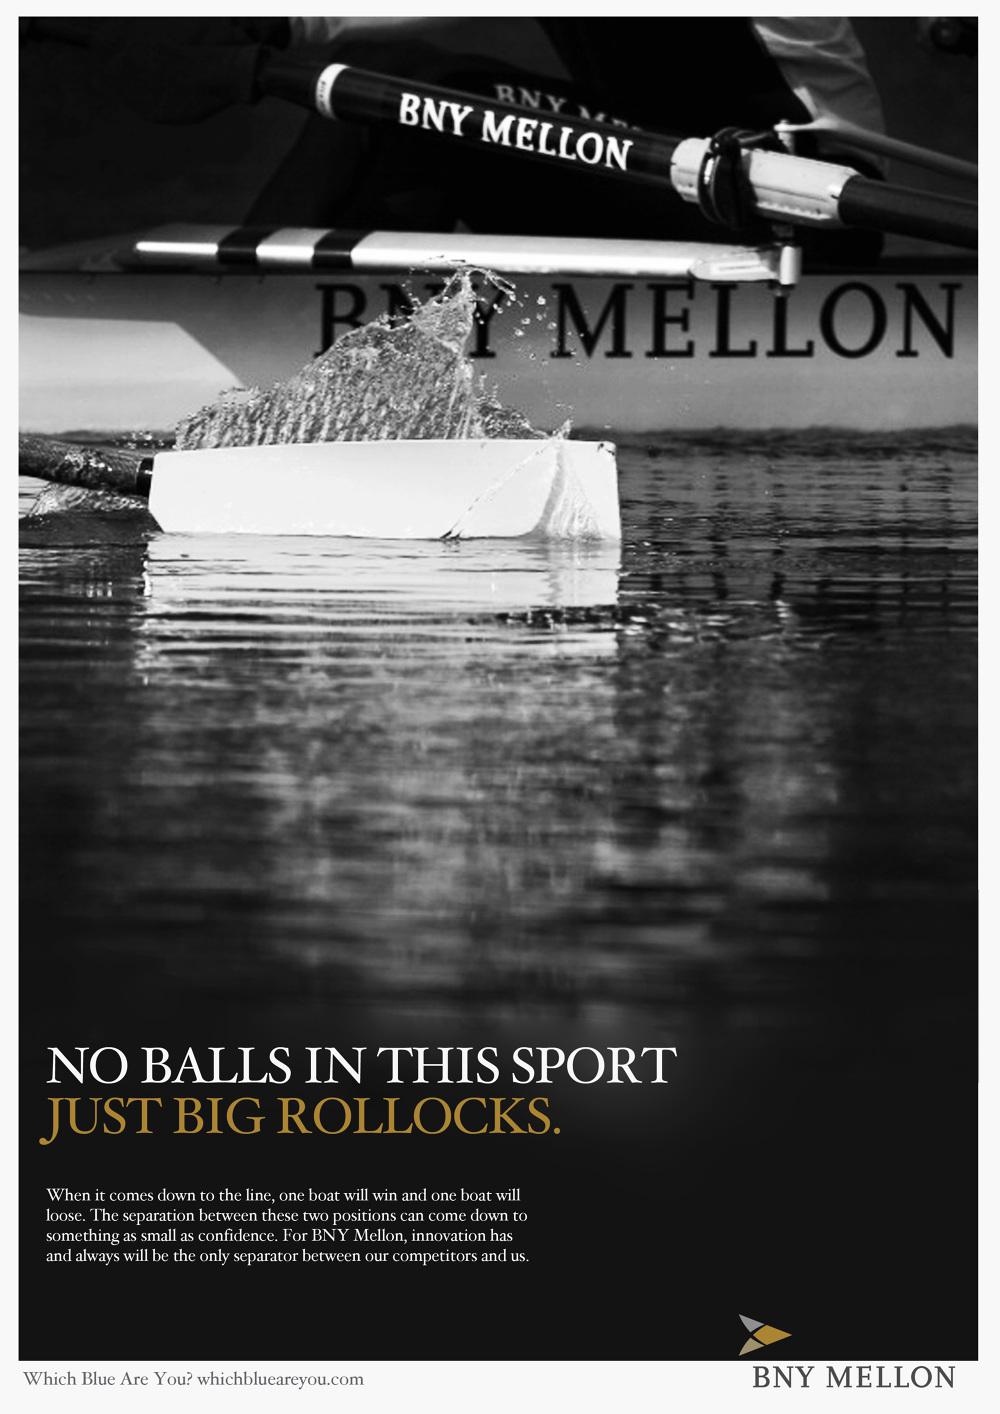 BNY MELLON
BNY ME
BNY MELLON
NO BALLS IN THIS SPORT
JUST BIG ROLLOCKS.
When it comes down to the line, one boat will win and one boat will
loose. The separation between these two positions can come down to
something as small as confidence. For BNY Mellon, innovation has
and always will be the only separator between our competitors and us.
BNY MELLON
Which Blue Are You? whichblueareyou.com